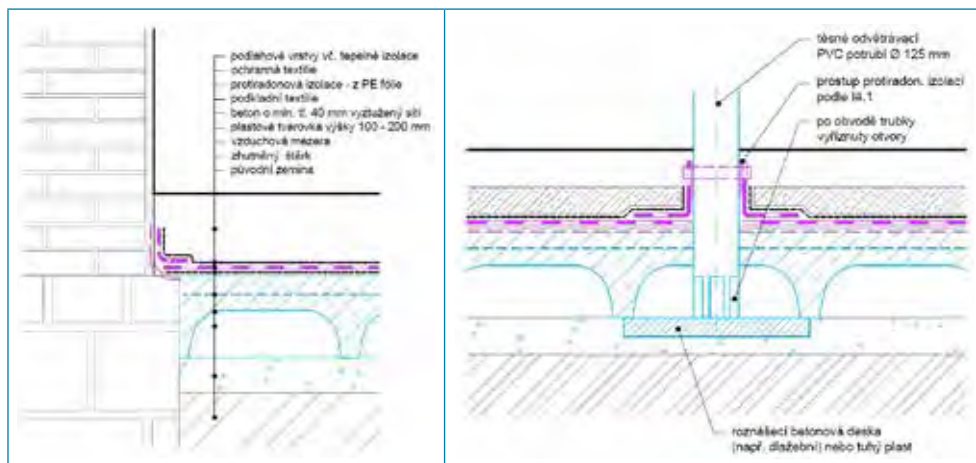 podlahové vrstvy vč. tepelné izolace
ochranná textilie
protiradonová izolace - z PE fólie
podkladní textilie
beton o min. tl. 40 mm vyztužený sítí
plastová tvarovka výšky 100 - 200 mm
vzduchová mezera
zhutněný štěrk
původní zemina
těsné odvětrávací
PVC potrubí Ø 125 mm
prostup protiradon. izolací
podle I4.1
po obvodě trubky
vyříznuty otvory
roznášecí betonová deska
(např. dlažební) nebo tuhý plast